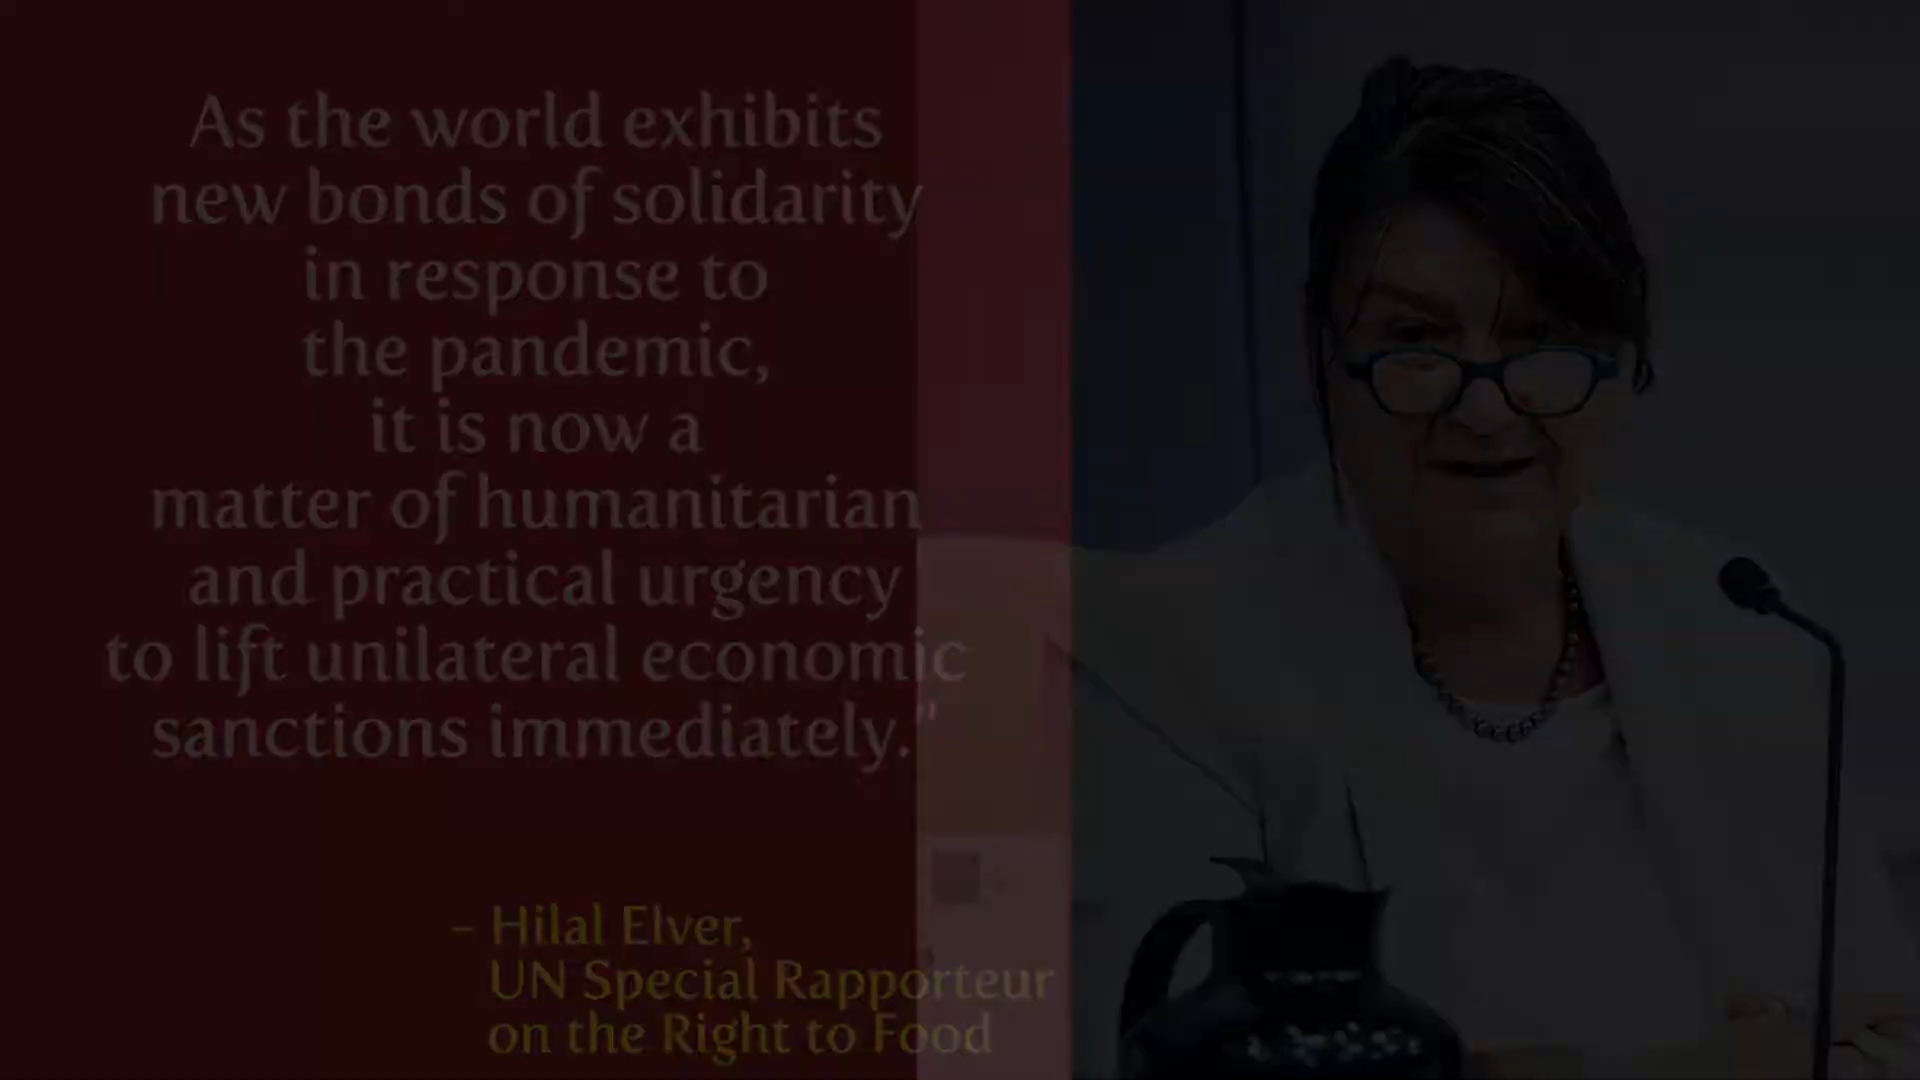 As the world exhibits
new bonds of solidarity
in response to
the pandemic,
it is now a
matter of humanitarian
and practical urgency
to lift unilateral economic
sanctions immediately."
– Hilal Elver,
UN Special Rapporteur
on the Right to Food